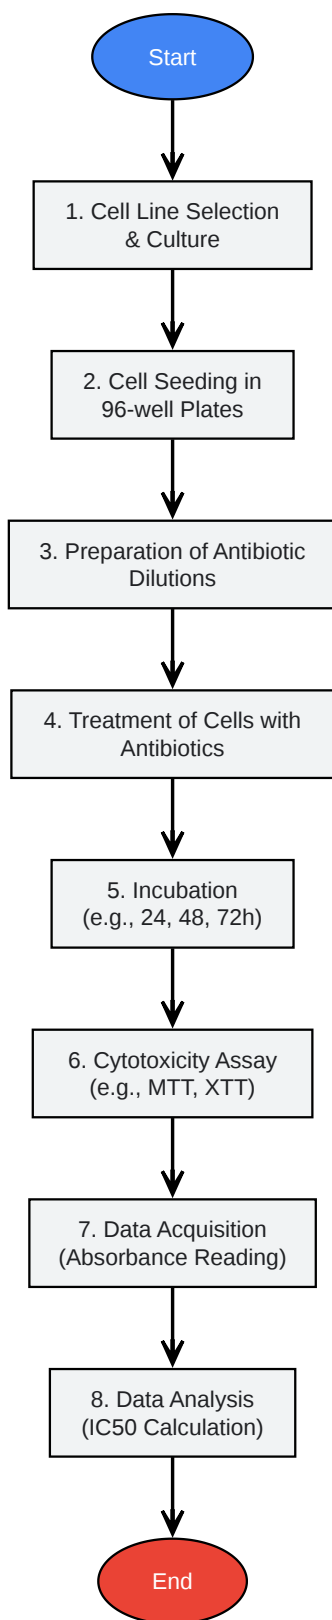 Start
1. Cell Line Selection
& Culture
2. Cell Seeding in
96-well Plates
3. Preparation of Antibiotic
Dilutions
4. Treatment of Cells with
Antibiotics
5. Incubation
(e.g., 24, 48, 72h)
6. Cytotoxicity Assay
(e.g., MTT, XTT)
7. Data Acquisition
(Absorbance Reading)
8. Data Analysis
(IC50 Calculation)
End